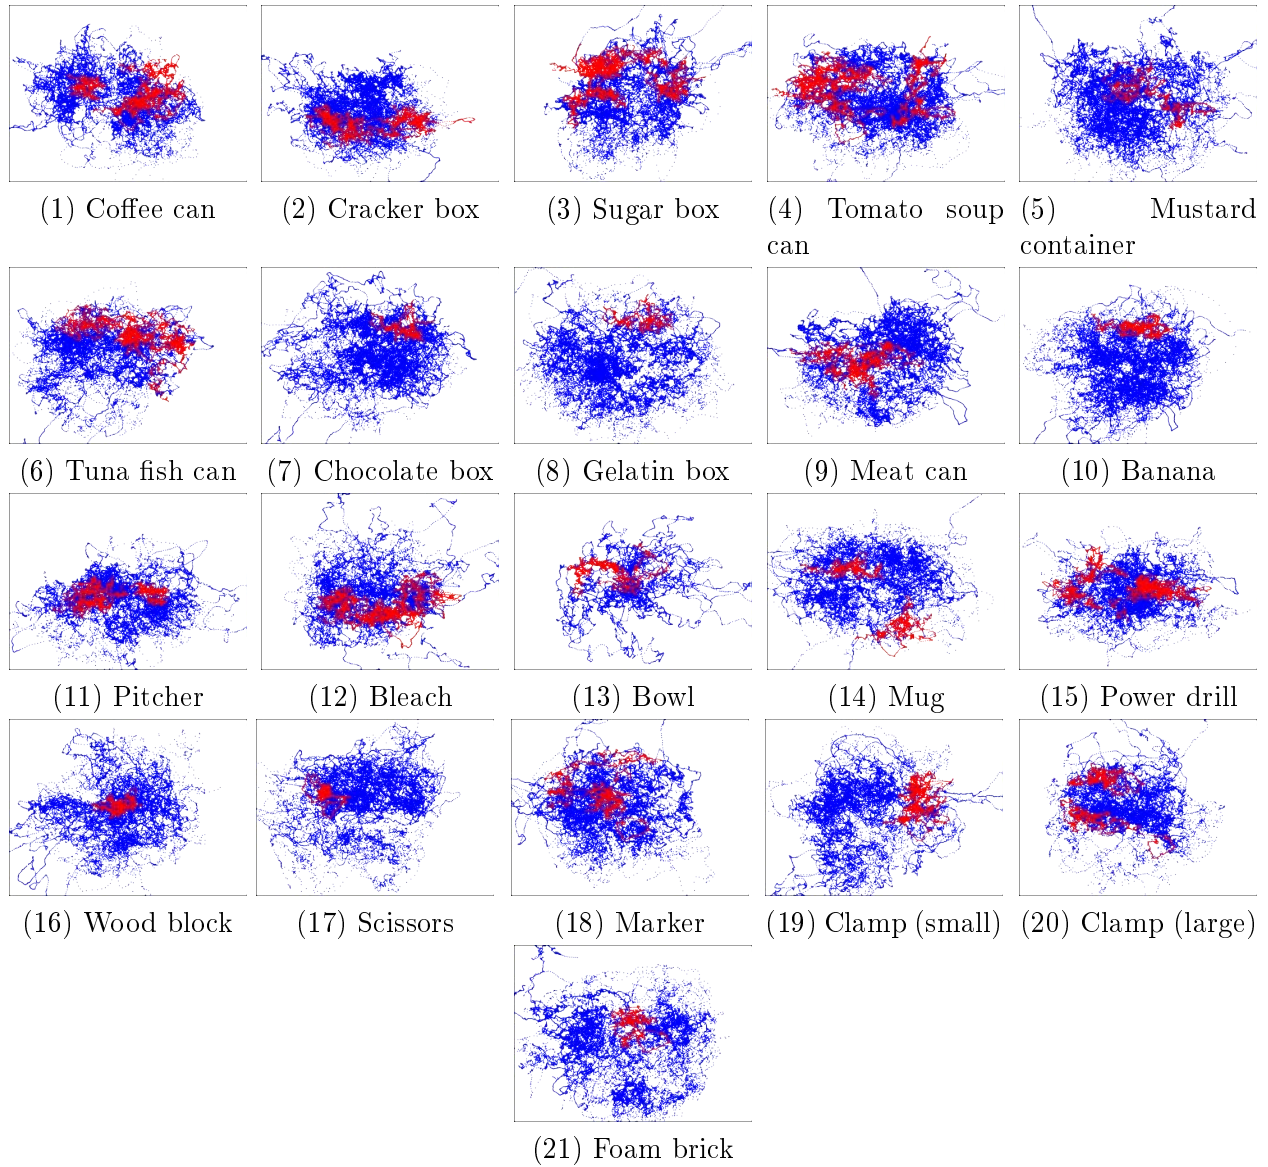 (1) Coffee can
(2) Cracker box
(3) Sugar box
(4) Tomato soup
can
(5) Mustard
container
(6) Tuna fish can
(7) Chocolate box
(8) Gelatin box
(9) Meat can
(10) Banana
(11) Pitcher
(12) Bleach
(13) Bowl
(14) Mug
(15) Power drill
(16) Wood block
(17) Scissors
(18) Marker
(19) Clamp (small)
(20) Clamp (large)
(21) Foam brick